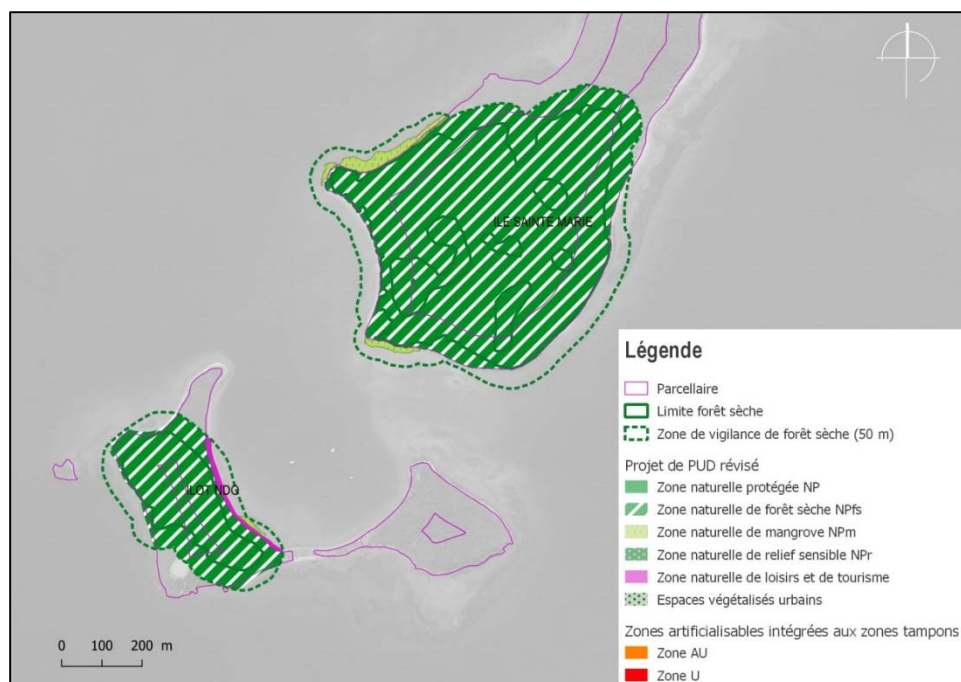 ILE SAINTE MARIE
ILOT NDG
Légende
Parcellaire
Limite forêt sèche
Zone de vigilance de forêt sèche (50 m)
Projet de PUD révisé
Zone naturelle protégée NP
Zone naturelle de forêt sèche NPfs
Zone naturelle de mangrove NPm
Zone naturelle de relief sensible NPr
Zone naturelle de loisirs et de tourisme
Espaces végétalisés urbains
Zones artificialisables intégrées aux zones tampons
Zone AU
Zone U
0 100 200 m